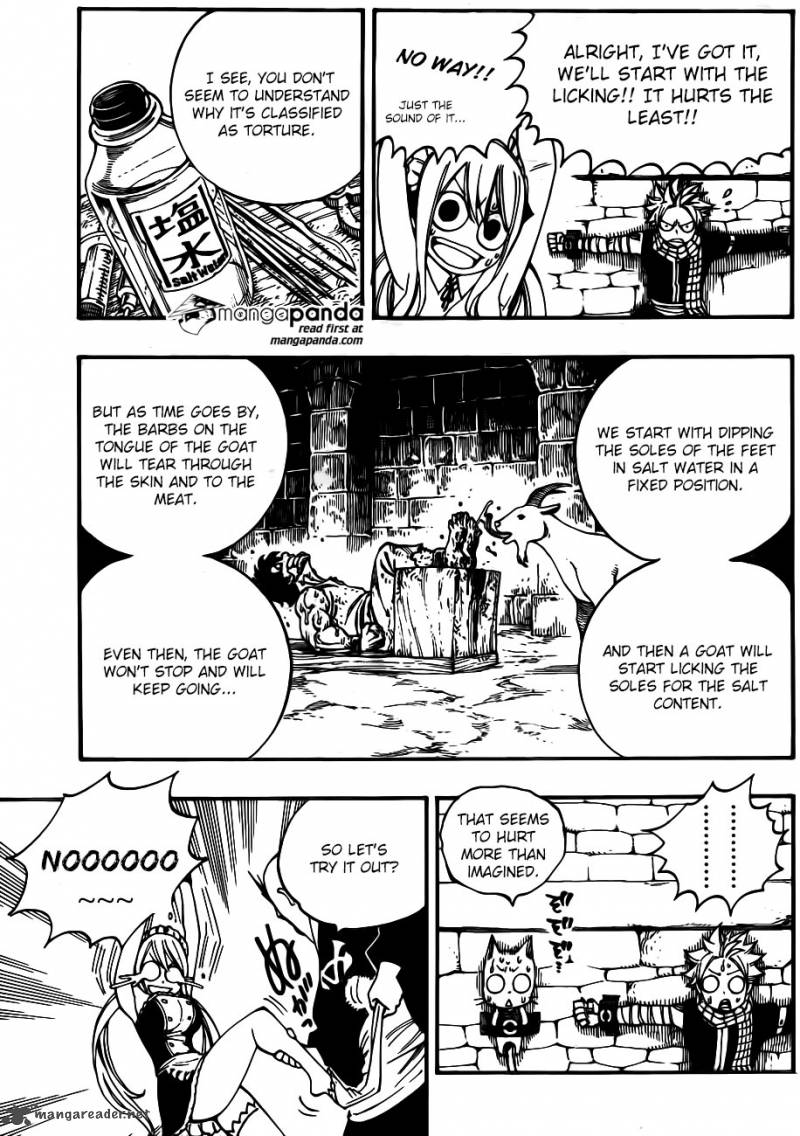 ALRIGHT, I'VE GOT IT,
WE'LL START WITH THE
LICKING!! IT HURTS THE
LEAST!!
NO WAY!!
JUST THE
SOUND OF IT...
I SEE, YOU DON'T
SEEM TO UNDERSTAND
WHY IT'S CLASSIFIED
AS TORTURE.
塩水
Salt Water
mangapanda
read first at
mangapanda.com
WE START WITH DIPPING
THE SOLES OF THE FEET
IN SALT WATER IN A
FIXED POSITION.
AND THEN A GOAT WILL
START LICKING THE
SOLES FOR THE SALT
CONTENT.
BUT AS TIME GOES BY,
THE BARBS ON THE
TONGUE OF THE GOAT
WILL TEAR THROUGH
THE SKIN AND TO THE
MEAT.
EVEN THEN, THE GOAT
WON'T STOP AND WILL
KEEP GOING...
........
THAT SEEMS
TO HURT
MORE THAN
IMAGINED.
SO LET'S
TRY IT OUT?
NOOOOOO
~~~
mangareader.net